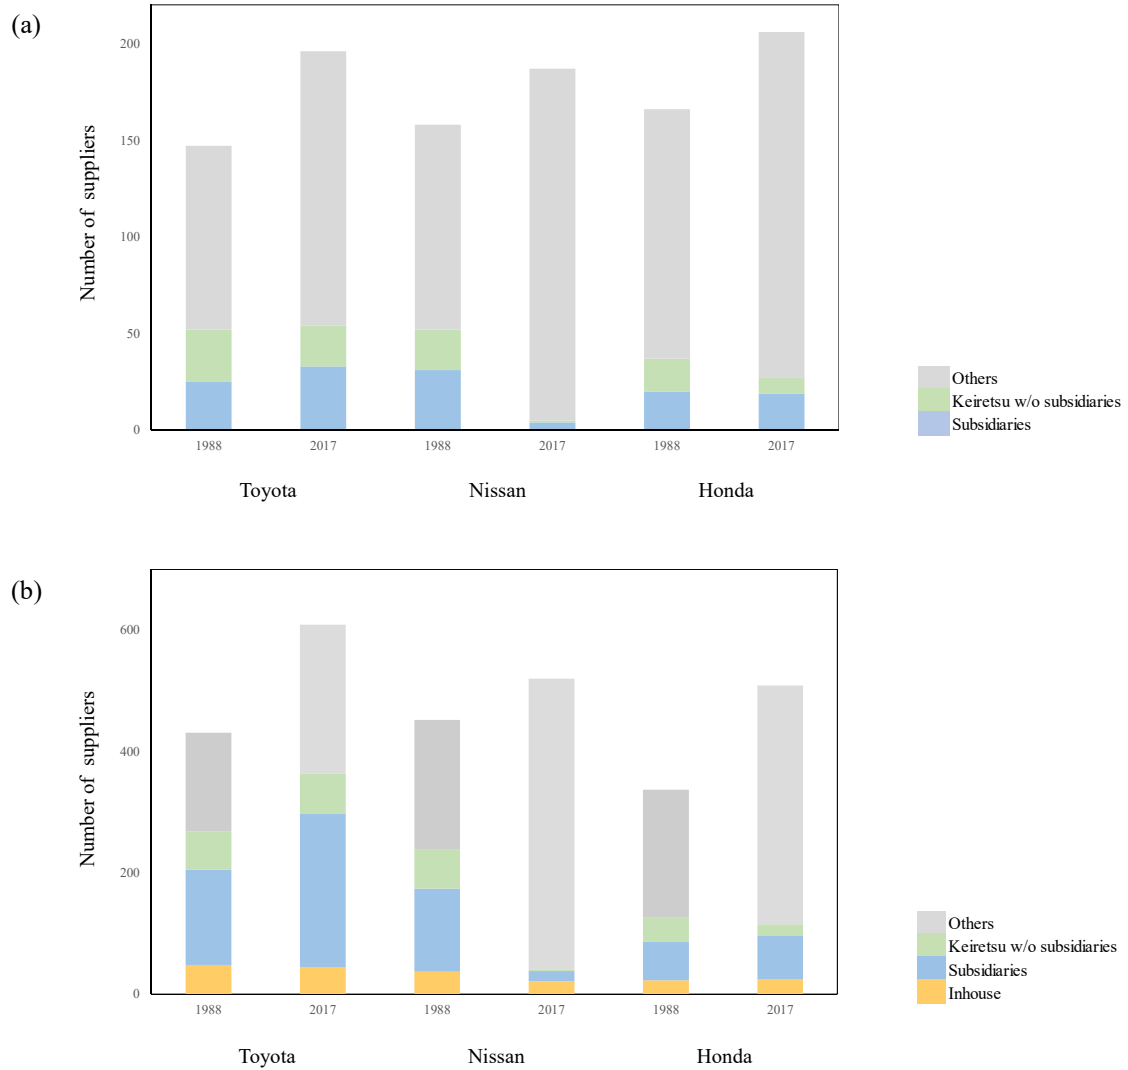 (a)
Number of suppliers
200
150
100
50
0
1988
2017
1988
2017
1988
2017
Toyota
Nissan
Honda
Others
Keiretsu w/o subsidiaries
Subsidiaries
(b)
Number of suppliers
600
400
200
0
1988
2017
1988
2017
1988
2017
Toyota
Nissan
Honda
Others
Keiretsu w/o subsidiaries
Subsidiaries
Inhouse